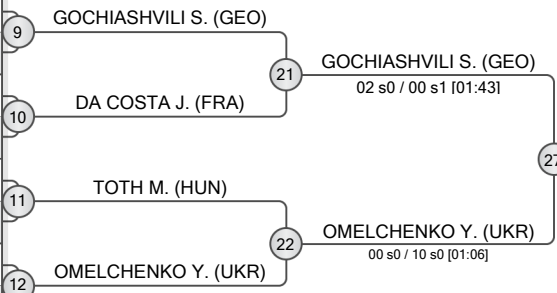 GOCHIASHVILI S. (GEO)
9
21
GOCHIASHVILI S. (GEO)
02 s0 / 00 s1 [01:43]
DA COSTA J. (FRA)
10
27
TOTH M. (HUN)
11
22
OMELCHENKO Y. (UKR)
00 s0 / 10 s0 [01:06]
OMELCHENKO Y. (UKR)
12